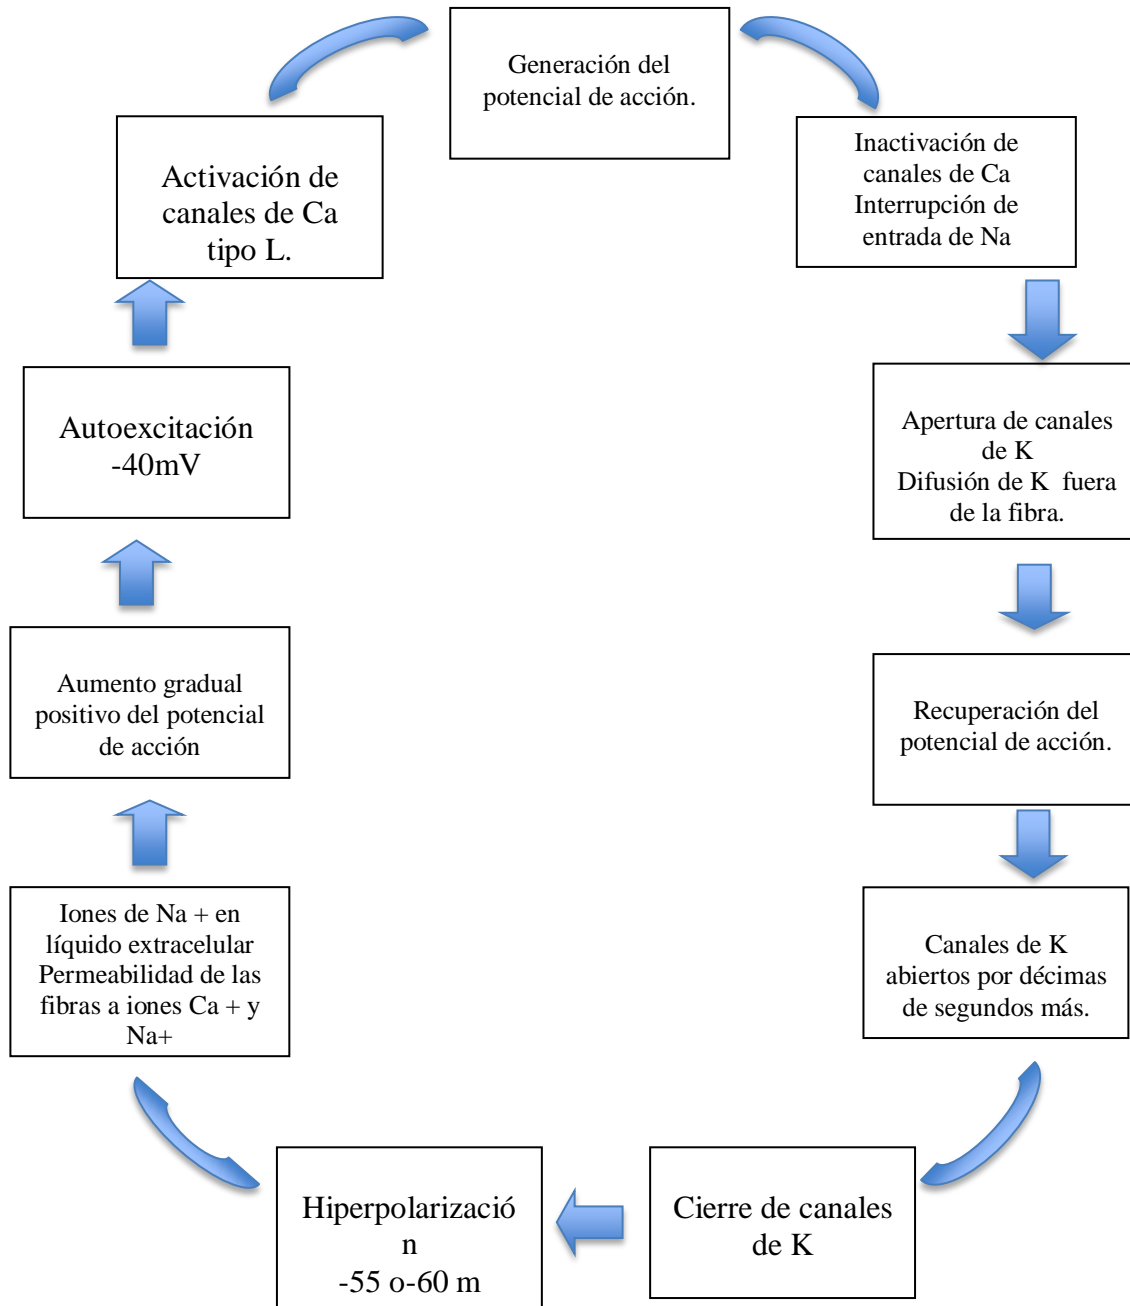 Generación del
potencial de acción.
Inactivación de
canales de Ca
Interrupción de
entrada de Na
Apertura de canales
de K
Difusión de K fuera
de la fibra.
Recuperación del
potencial de acción.
Canales de K
abiertos por décimas
de segundos más.
Cierre de canales
de K
Hiperpolarizació
n
-55 o-60 m
Iones de Na + en
líquido extracelular
Permeabilidad de las
fibras a iones Ca + y
Na+
Aumento gradual
positivo del potencial
de acción
Autoexcitación
-40mV
Activación de
canales de Ca
tipo L.